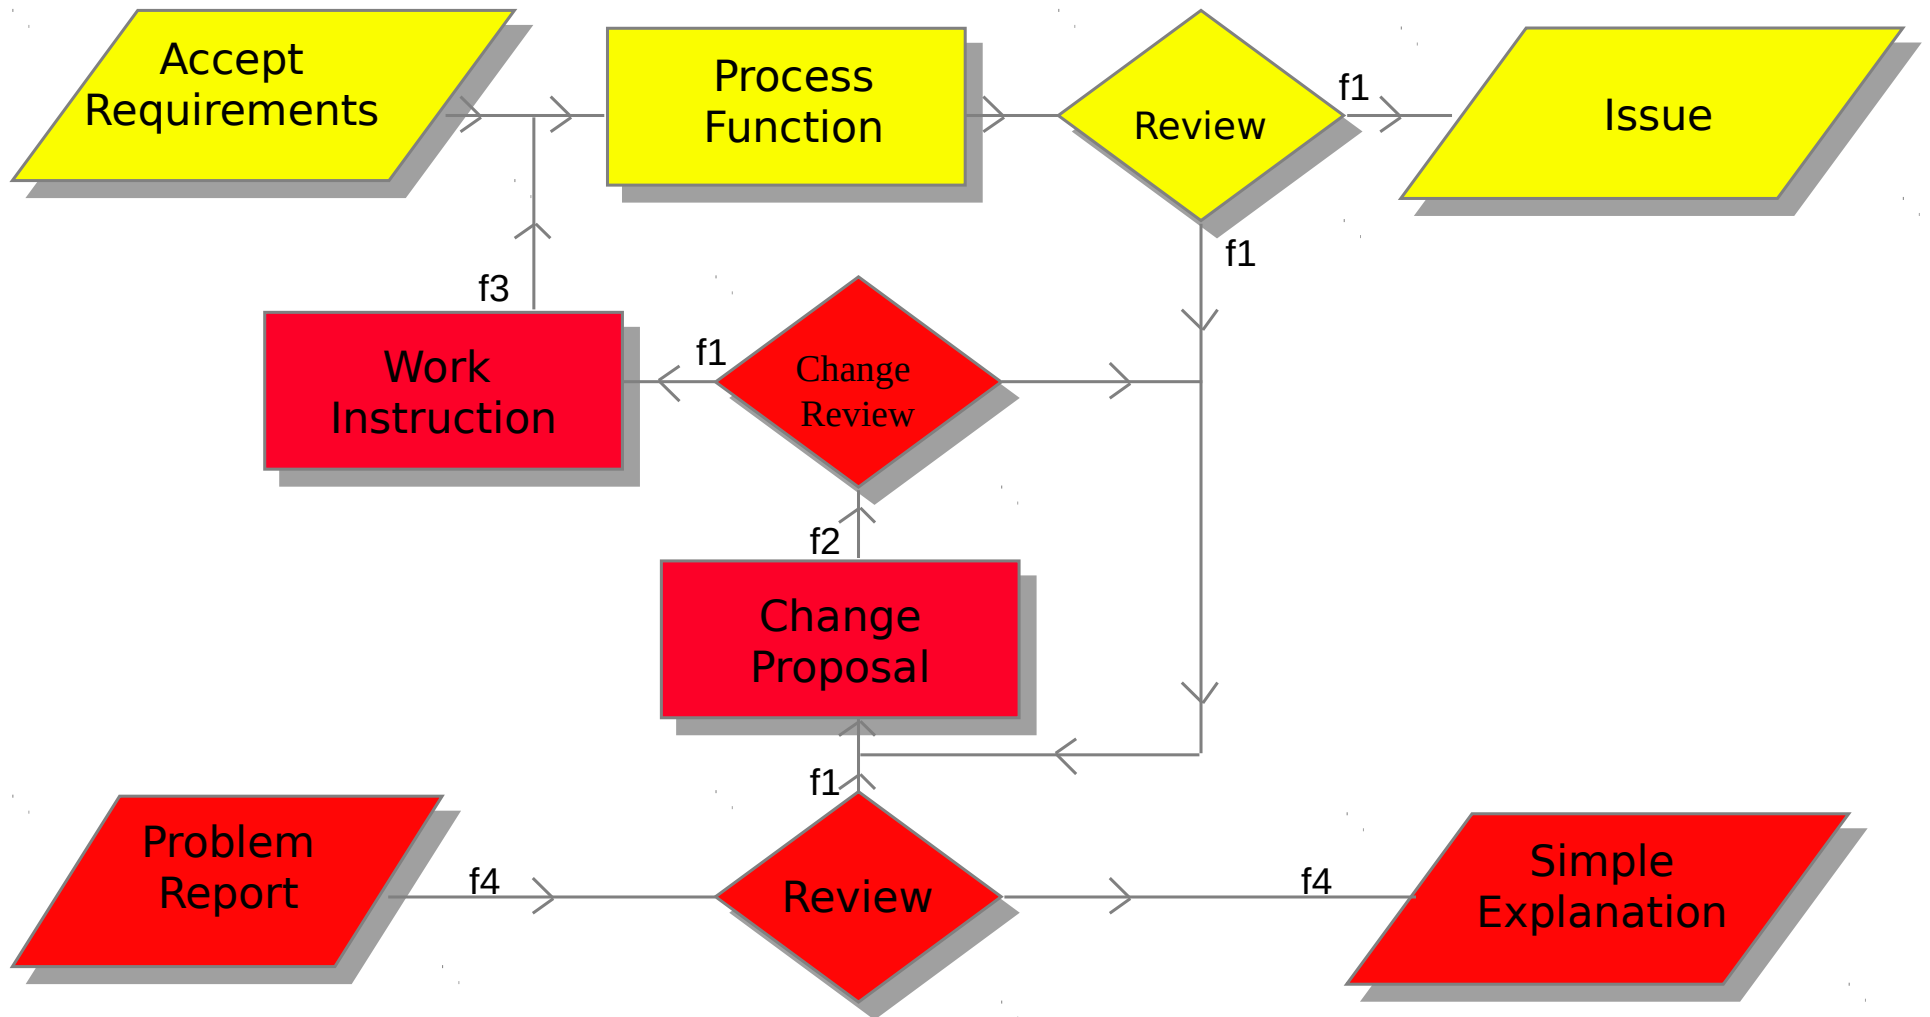 Accept
Requirements
Process
Function
Review
f1
Issue
f1
f3
Work
Instruction
f1
Change
Review
f2
Change
Proposal
f1
Problem
Report
f4
Review
f4
Simple
Explanation